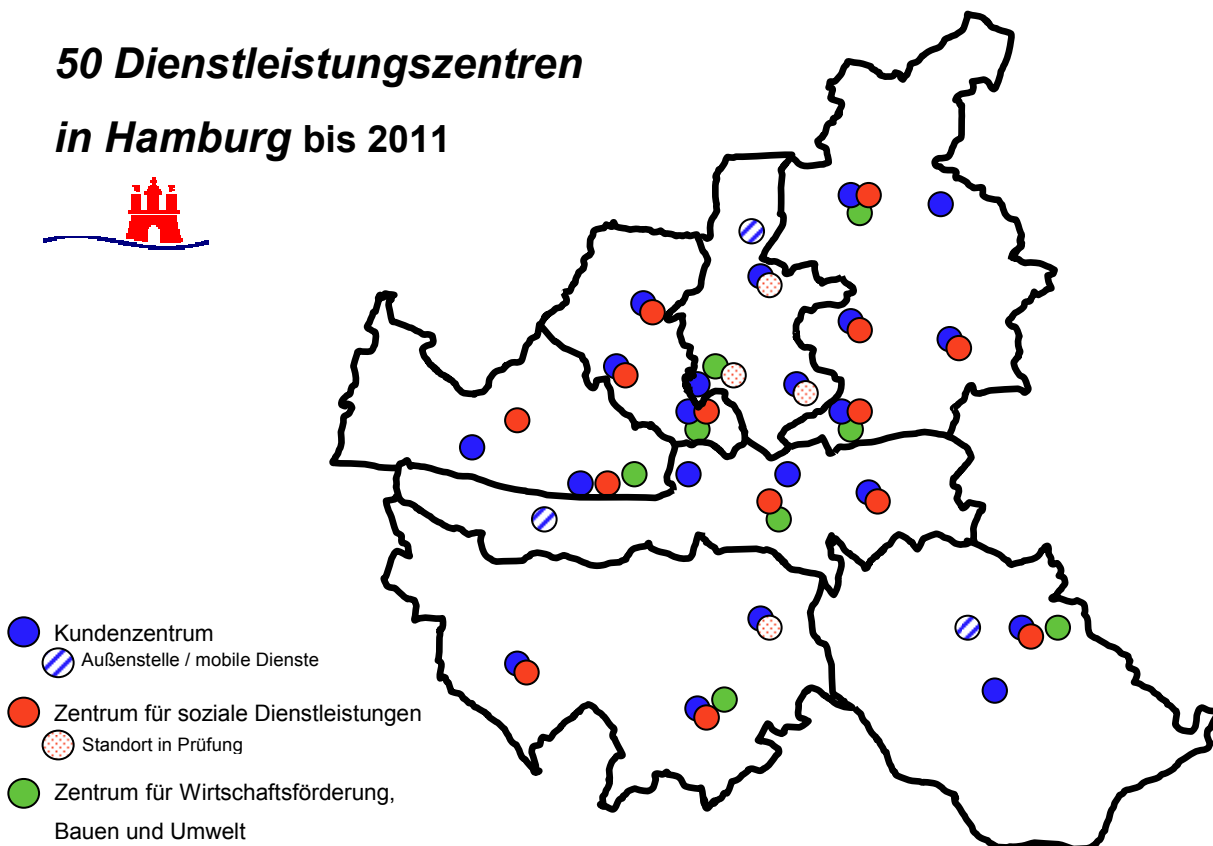 50 Dienstleistungszentren
in Hamburg bis 2011
Kundenzentrum
Außenstelle / mobile Dienste
Zentrum für soziale Dienstleistungen
Standort in Prüfung
Zentrum für Wirtschaftsförderung,
Bauen und Umwelt